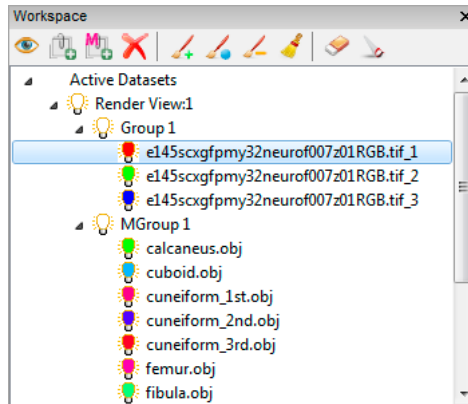 Workspace
Active Datasets
Render View:1
Group 1
e145scxgfpmy32neurof007z01RGB.tif_1
e145scxgfpmy32neurof007z01RGB.tif_2
e145scxgfpmy32neurof007z01RGB.tif_3
MGroup 1
calcaneus.obj
cuboid.obj
cuneiform_1st.obj
cuneiform_2nd.obj
cuneiform_3rd.obj
femur.obj
fibula.obj